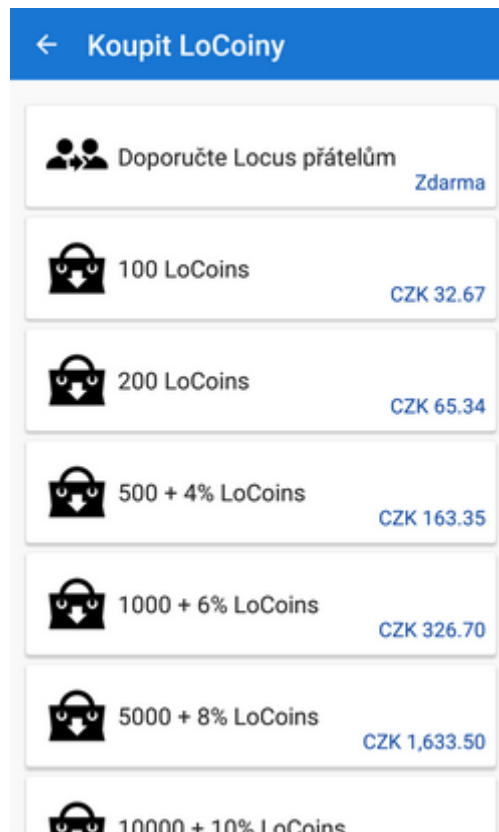 Koupit LoCoiny
Doporučte Locus přátelům
Zdarma
100 LoCoins
CZK 32.67
200 LoCoins
CZK 65.34
500 + 4% LoCoins
CZK 163.35
1000 + 6% LoCoins
CZK 326.70
5000 + 8% LoCoins
CZK 1,633.50
10000 + 10% LoCoins